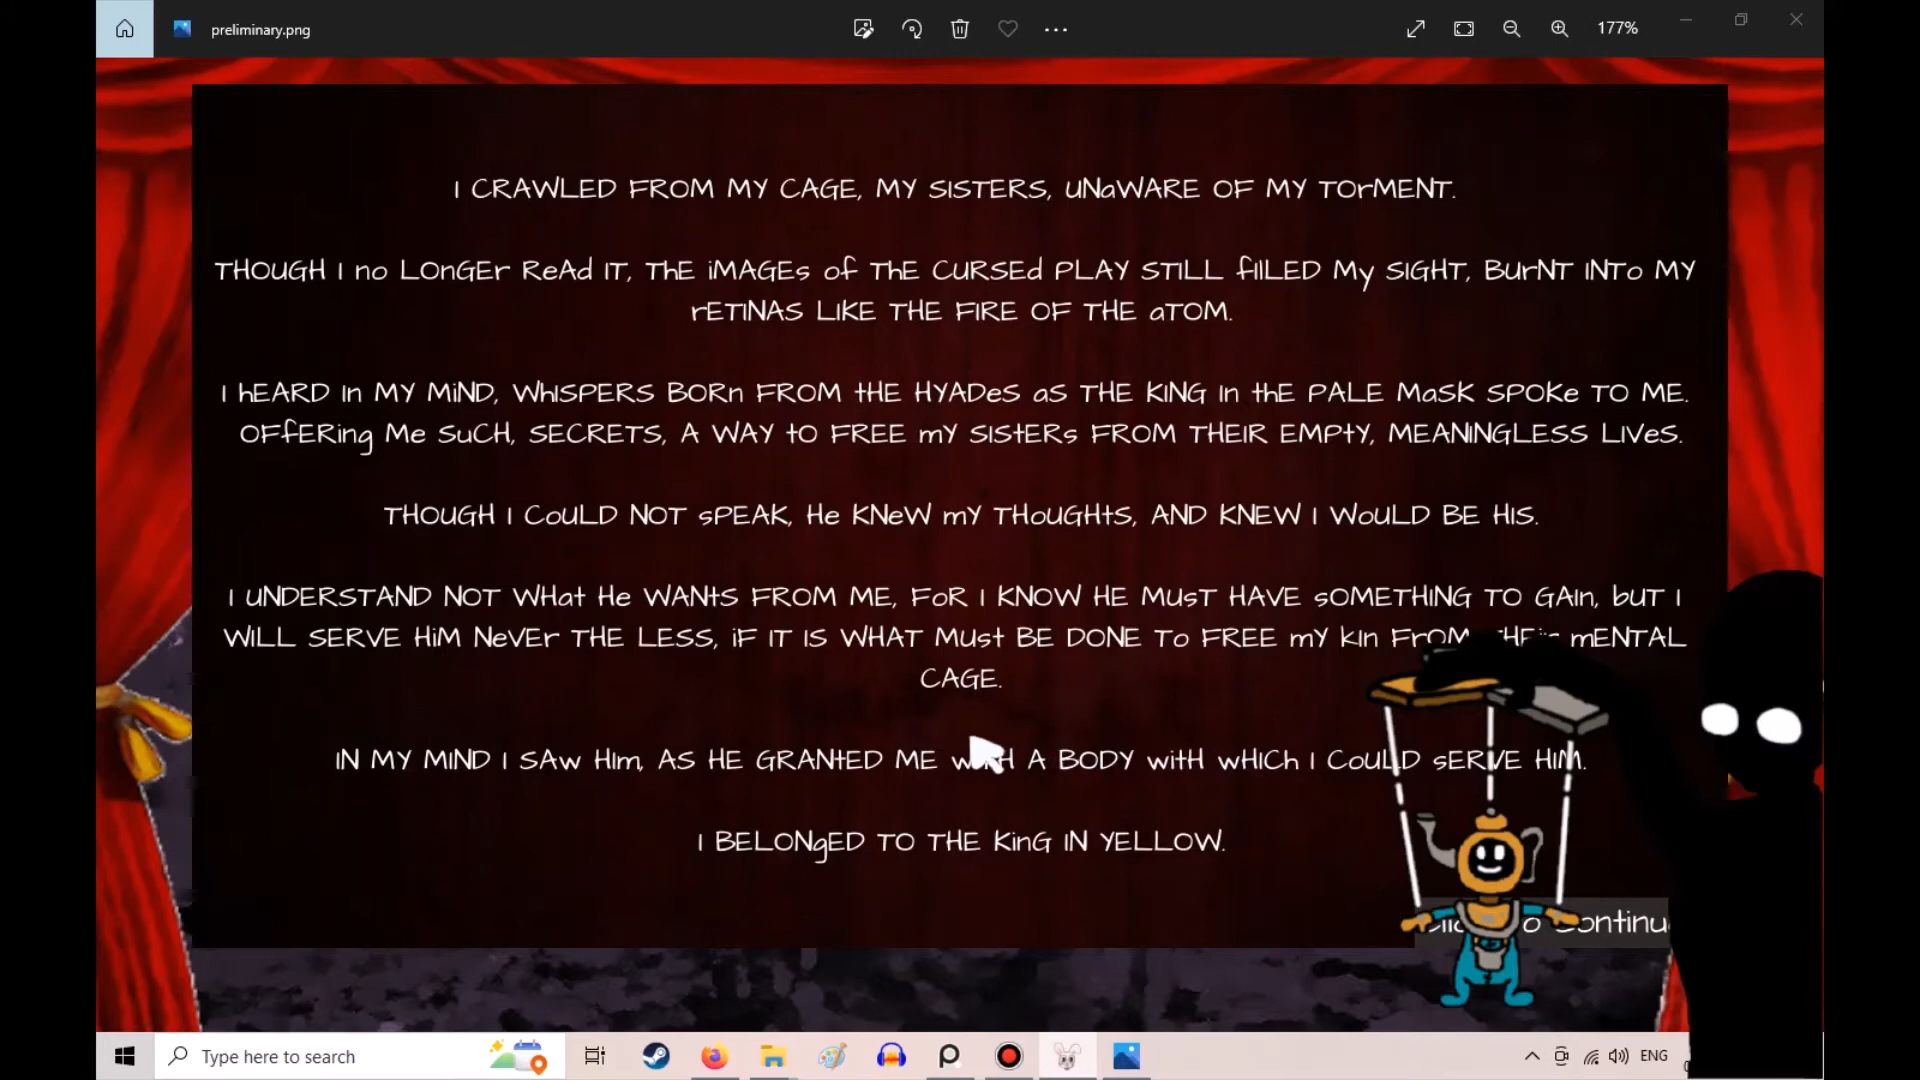 preliminary.png
177%
I CRAWLED FROM MY CAGE, MY SISTERS, uNaWARE OF MY TOrMENT.
THOUGH I no LOnGEr ReAd IT, ThE iMAGEs of ThE CURSEd PLAY STILL fIlLED My SIGHT, BUrNT INTo MY
rETINAS LIKE THE FIRE OF THE aTOM.
I hEARD In MY MiND, WhISPERS BORn FROM tHE HYADeS aS THE KING In thE PALE MaSK SPOKe TO ME.
OFfERing Me SuCH, SECRETS, A WAY tO FREE mY SIStERs FROM THEIR EMPtY, MEANINGLESS LIVeS.
THOUGH I CoULD NOT sPEAK, He KNeW mY THoUGHtS, AND KNEW I WoULD BE HIS.
I UNDERSTAND NOT WHat He WANtS FROM ME, FoR I KNOW HE MUsT HAVE sOMETHING TO GAIn, bUT I
WILL SERVE HiM NeVEr THE LESS, iF IT IS WHAT MUst BE DONE To FREE mY kIn FrOM THEir mENTAL
CAGE.
IN MY MIND I SAw HIm, AS HE GRANtED ME wiTH A BODY witH wHICh I CoULD sERVE HIM.
I BELONgED TO THE KinG IN YELLOW.
to Continue
Type here to search
ENG